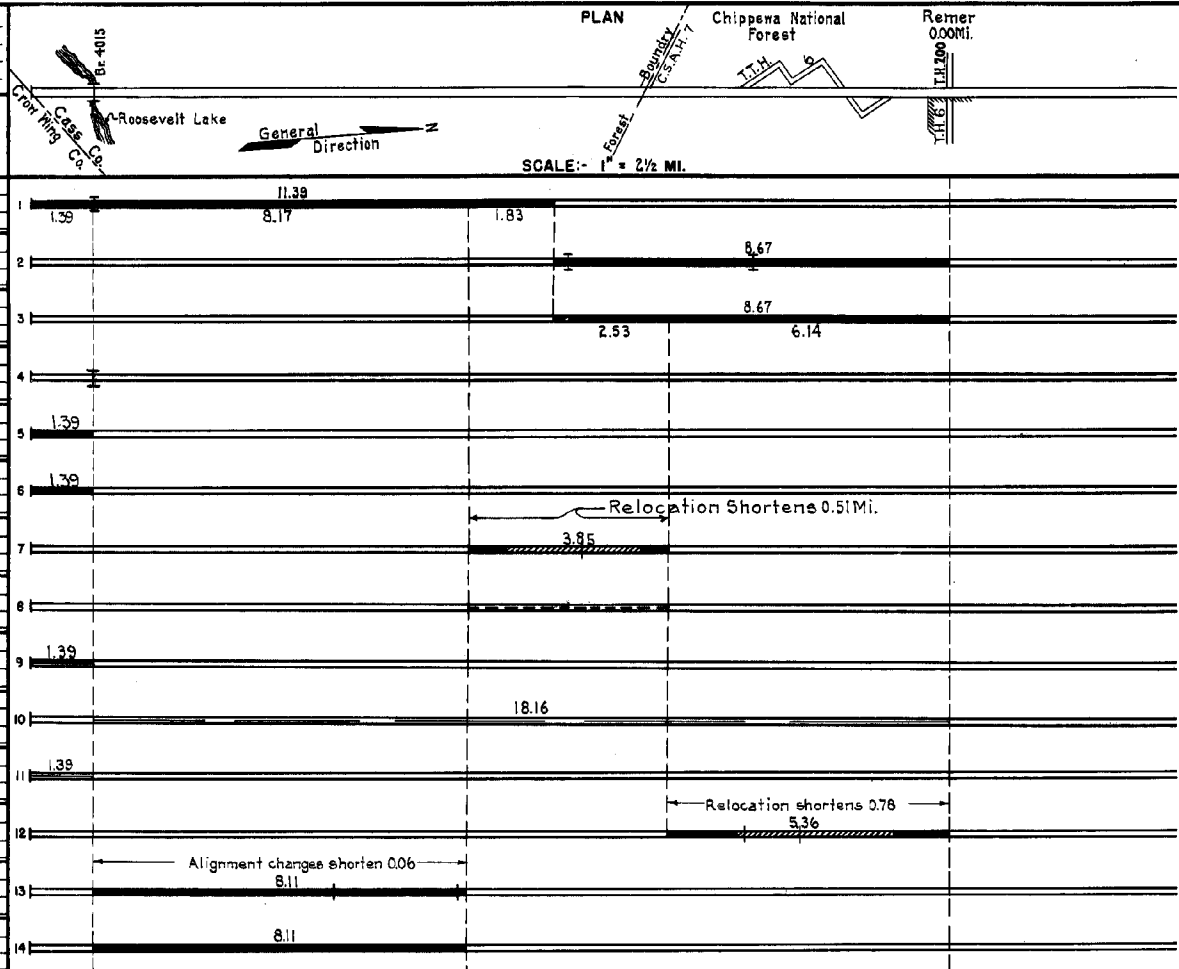 PLAN
Chippewa National
Forest
Remer
0.00Mi.
Br. 4015
Boundry
C.S.A.H. 7
T.T.H. 6
T.H. 200
T.H. 6
Crow Wing Co.
Cass Co.
Roosevelt Lake
General
Direction
N
Forest
SCALE:- 1" = 2½ MI.
1
11.39
1.39
8.17
1.83
2
8.67
3
8.67
2.53
6.14
4
5
1.39
6
1.39
Relocation Shortens 0.51Mi.
7
3.85
8
9
1.39
10
18.16
11
1.39
Relocation shortens 0.78
12
5.36
Alignment changes shorten 0.06
13
8.11
14
8.11